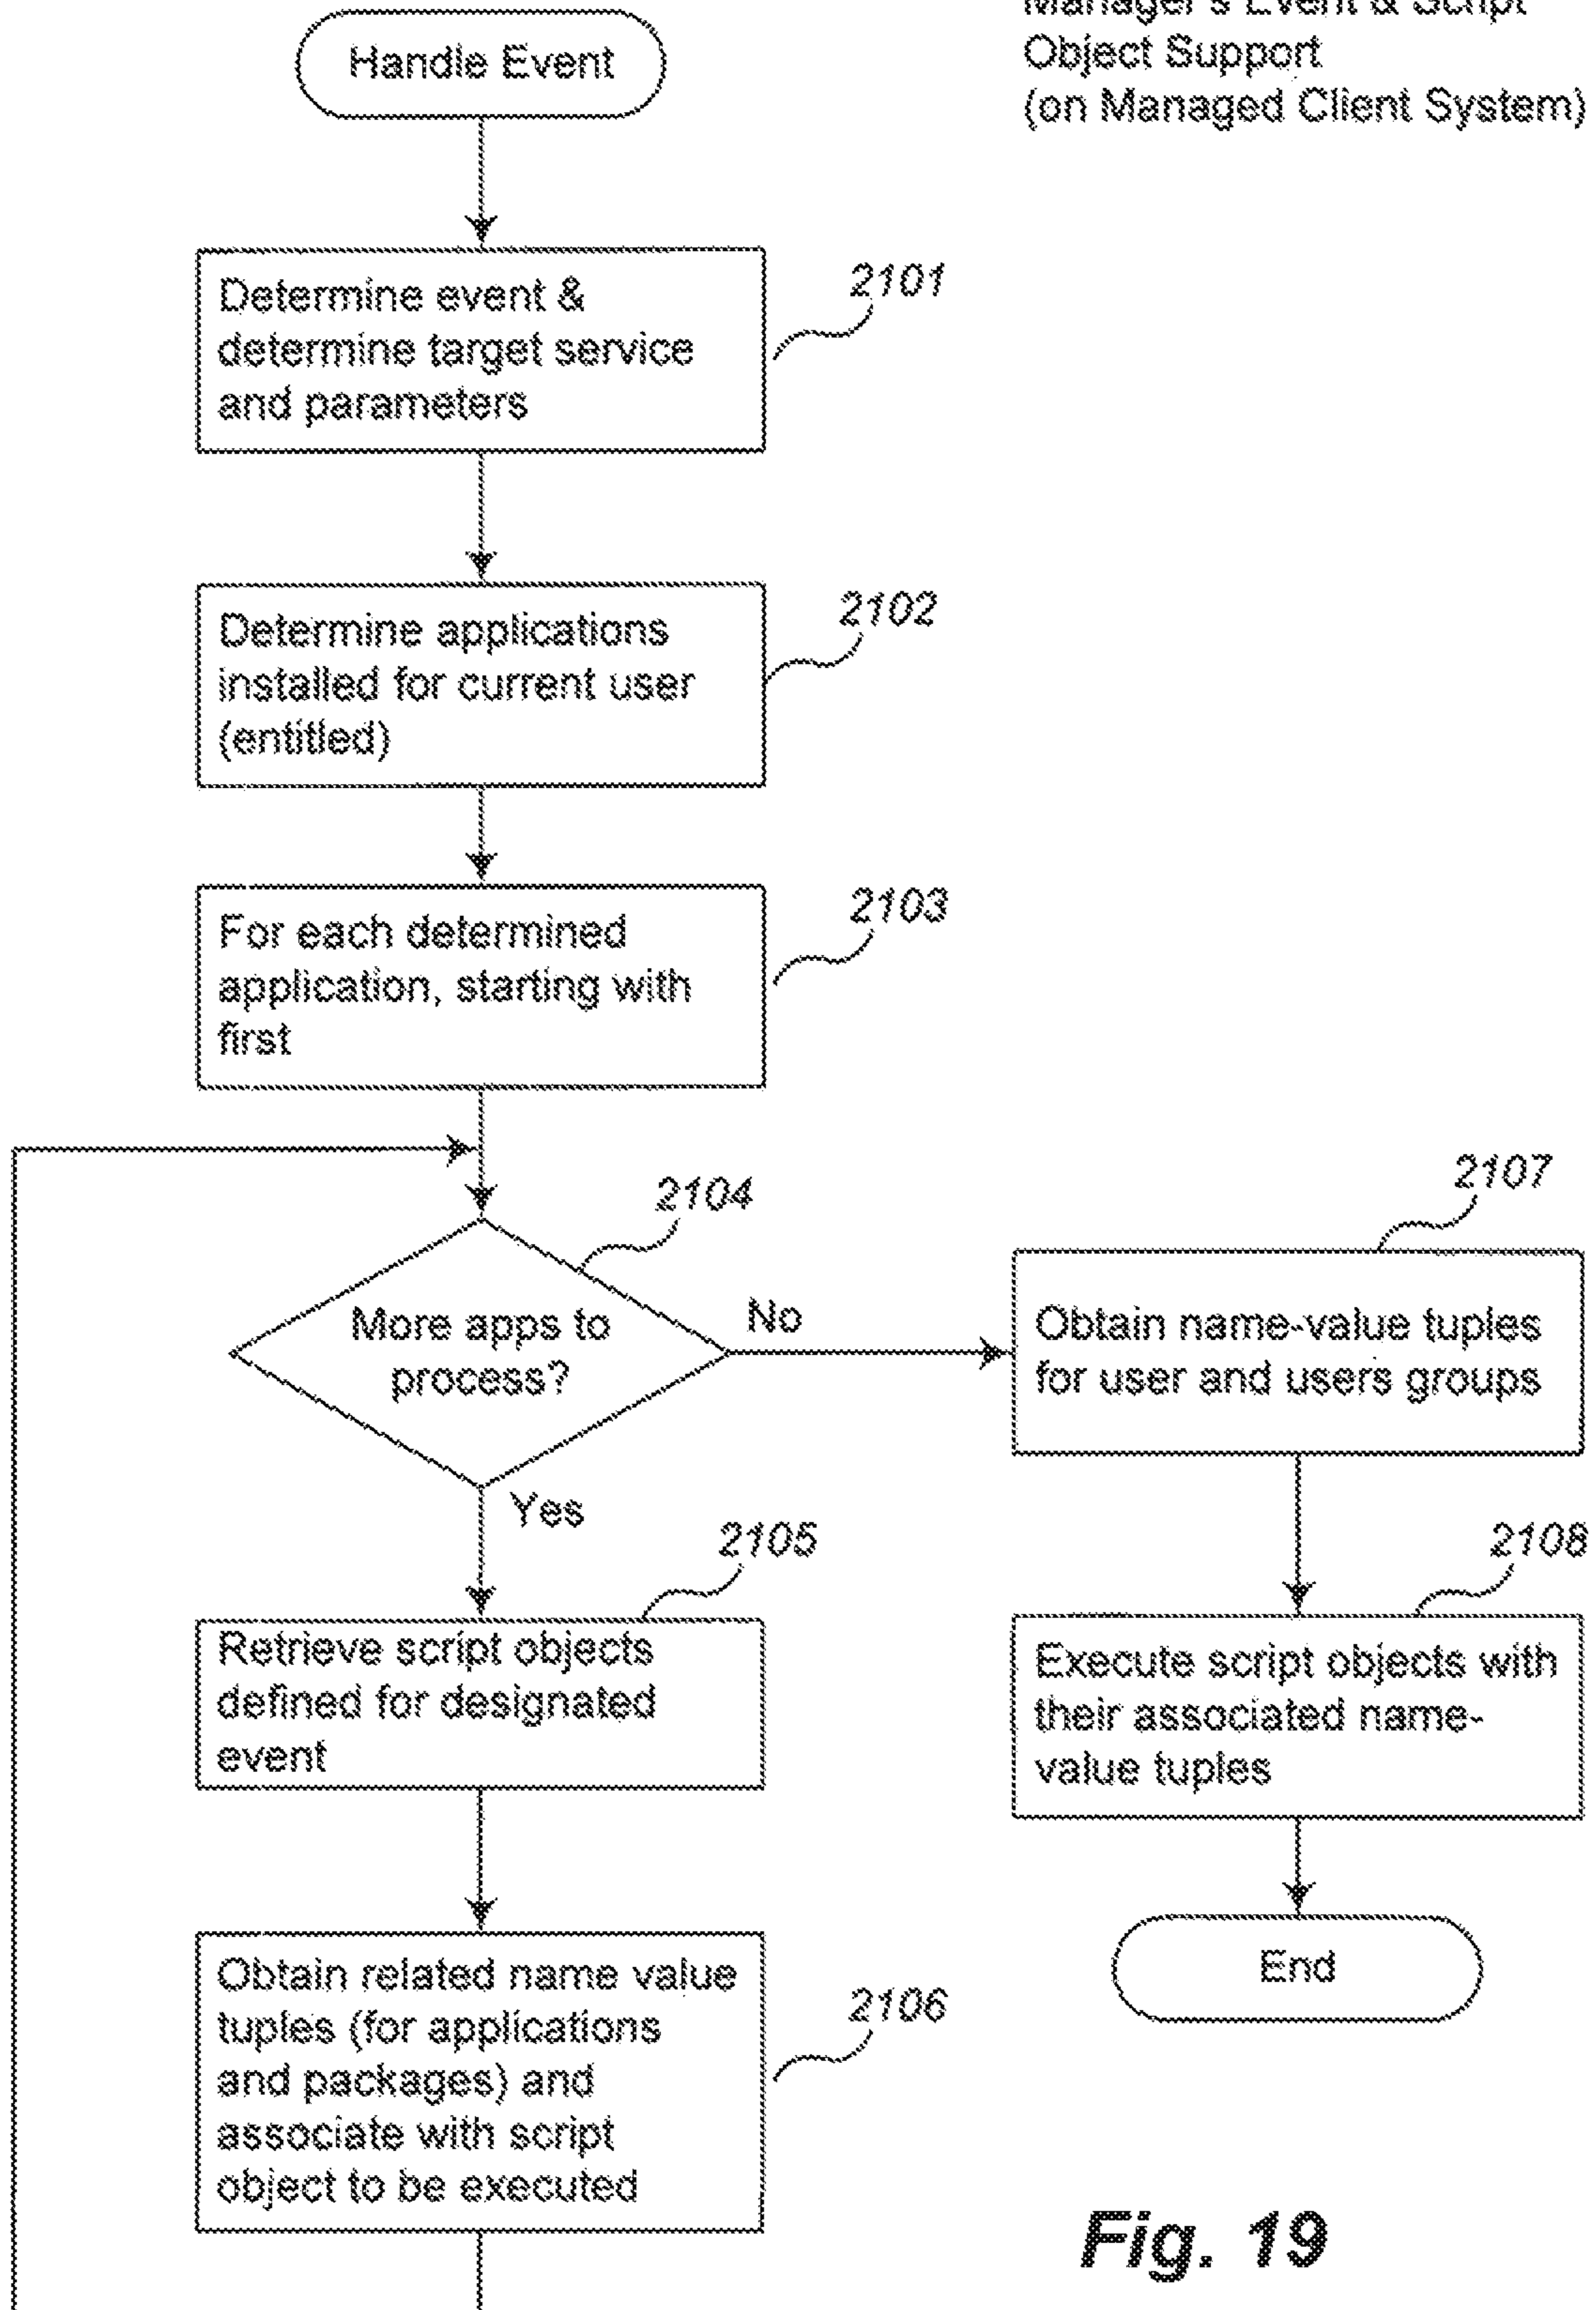 Manager's Event & Script
Object Support
(on Managed Client System)
Handle Event
2101
Determine event &
determine target service
and parameters
2102
Determine applications
installed for current user
(entitled)
2103
For each determined
application, starting with
first
2104
More apps to
process?
No
Yes
2107
Obtain name-value tuples
for user and users groups
2105
Retrieve script objects
defined for designated
event
2108
Execute script objects with
their associated name-
value tuples
2106
Obtain related name value
tuples (for applications
and packages) and
associate with script
object to be executed
End
Fig. 19